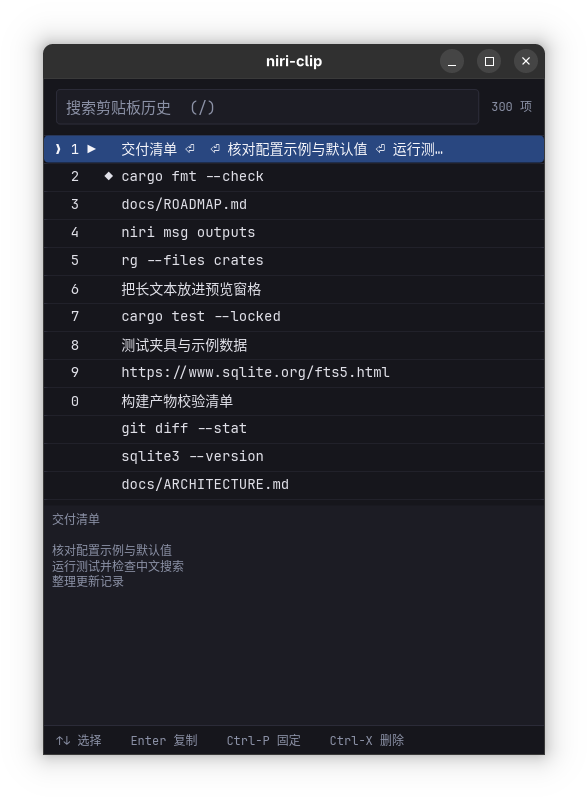 niri-clip
搜索剪贴板历史 (/)
300 项
❫ 1 ▶ 交付清单 ⏎ ⏎ 核对配置示例与默认值 ⏎ 运行测…
2 ◆ cargo fmt --check
3 docs/ROADMAP.md
4 niri msg outputs
5 rg --files crates
6 把长文本放进预览窗格
7 cargo test --locked
8 测试夹具与示例数据
9 https://www.sqlite.org/fts5.html
0 构建产物校验清单
git diff --stat
sqlite3 --version
docs/ARCHITECTURE.md
交付清单
核对配置示例与默认值
运行测试并检查中文搜索
整理更新记录
↑↓ 选择 Enter 复制 Ctrl-P 固定 Ctrl-X 删除